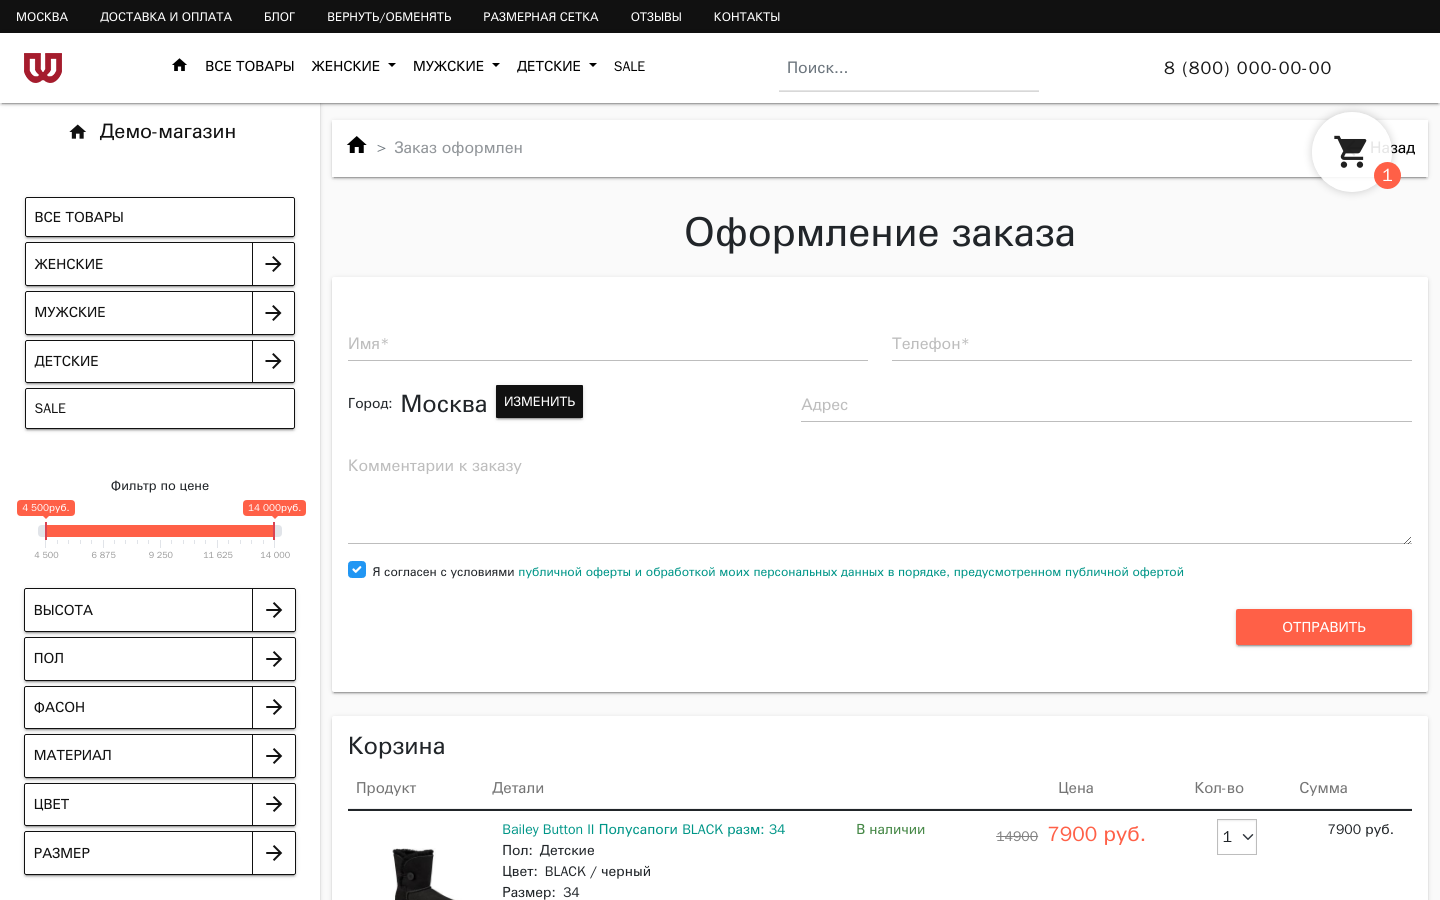 МОСКВА ДОСТАВКА И ОПЛАТА БЛОГ ВЕРНУТЬ/ОБМЕНЯТЬ РАЗМЕРНАЯ СЕТКА ОТЗЫВЫ КОНТАКТЫ
ВСЕ ТОВАРЫ ЖЕНСКИЕ МУЖСКИЕ ДЕТСКИЕ SALE Поиск... 8 (800) 000-00-00
Демо-магазин
ВСЕ ТОВАРЫ
ЖЕНСКИЕ
МУЖСКИЕ
ДЕТСКИЕ
SALE
Фильтр по цене
4 500руб. 14 000руб.
4 500 6 875 9 250 11 625 14 000
ВЫСОТА
ПОЛ
ФАСОН
МАТЕРИАЛ
ЦВЕТ
РАЗМЕР
> Заказ оформлен Назад
1
Оформление заказа
Имя* Телефон*
Город: Москва ИЗМЕНИТЬ Адрес
Комментарии к заказу
Я согласен с условиями публичной оферты и обработкой моих персональных данных в порядке, предусмотренном публичной офертой
ОТПРАВИТЬ
Корзина
Продукт Детали Цена Кол-во Сумма
Bailey Button II Полусапоги BLACK разм: 34 В наличии 14900 7900 руб. 1 7900 руб.
Пол: Детские
Цвет: BLACK / черный
Размер: 34